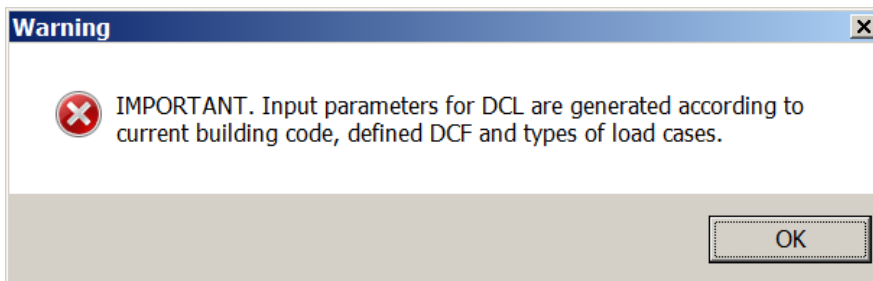 Warning
IMPORTANT. Input parameters for DCL are generated according to
current building code, defined DCF and types of load cases.
OK